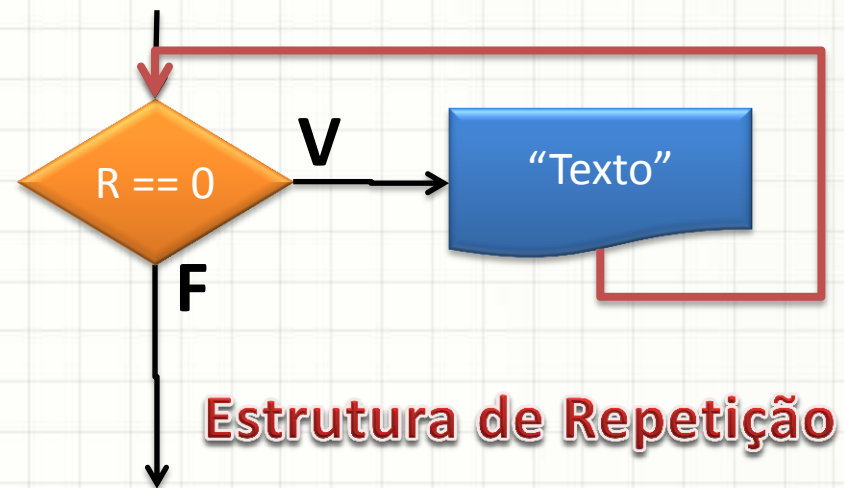 V
R == 0
“Texto”
F
Estrutura de Repetição